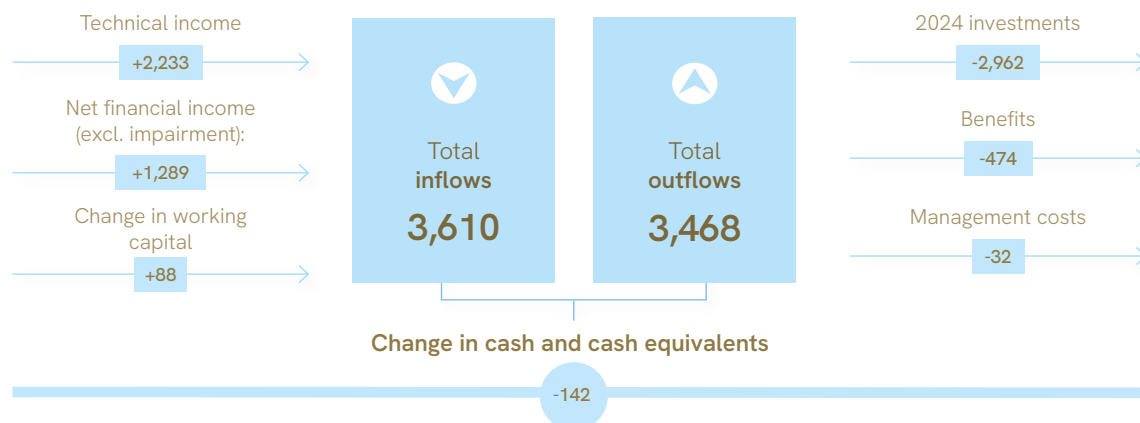 Technical income
+2,233
Net financial income
(excl. impairment):
+1,289
Change in working
capital
+88
Total
inflows
3,610
Total
outflows
3,468
2024 investments
-2,962
Benefits
-474
Management costs
-32
Change in cash and cash equivalents
-142